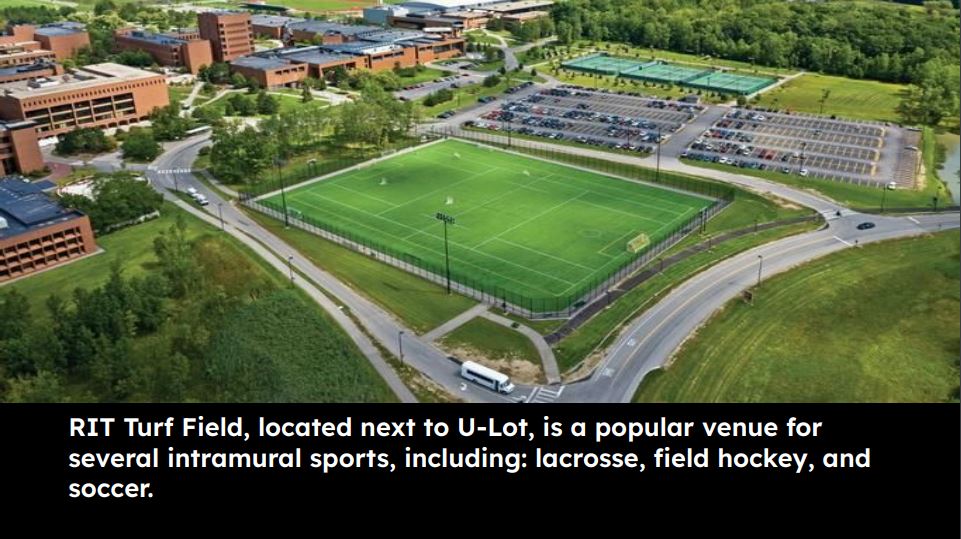 RIT Turf Field, located next to U-Lot, is a popular venue for
several intramural sports, including: lacrosse, field hockey, and
soccer.